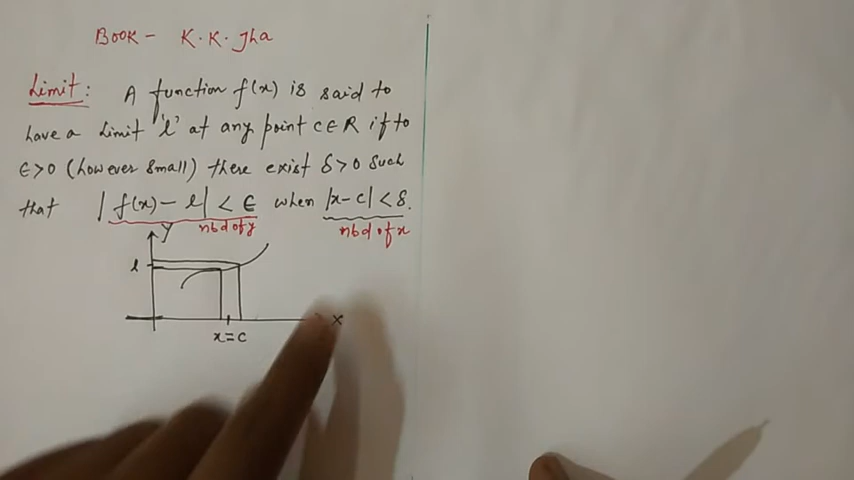 Book - K.K. Jha
Limit: A function f(x) is said to
have a Limit 'l' at any point c∈R if to
∈>0 (however small) there exist δ>0 such
that |f(x) - l| < ∈ when |x-c| < δ.
nbd of y nbd of x
y
l
x
x=c